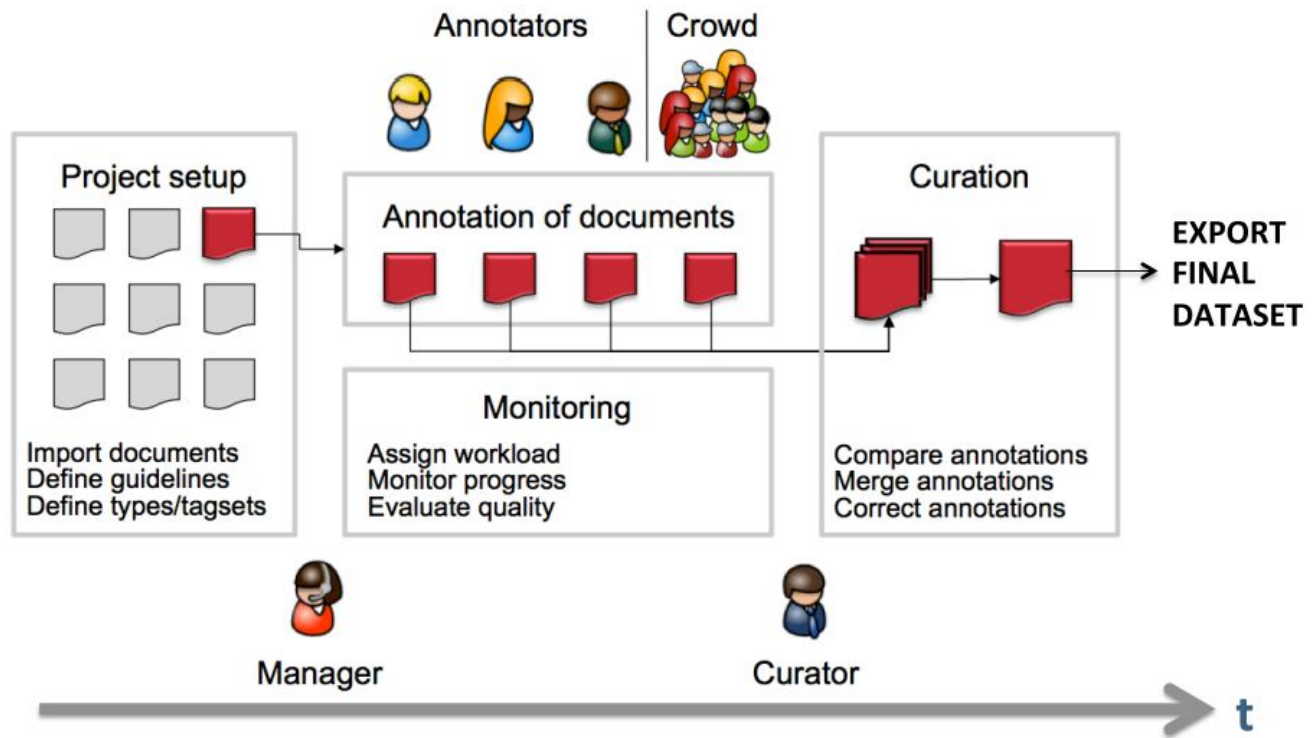 Annotators
Crowd
Project setup
Import documents
Define guidelines
Define types/tagsets
Annotation of documents
Monitoring
Assign workload
Monitor progress
Evaluate quality
Curation
Compare annotations
Merge annotations
Correct annotations
EXPORT
FINAL
DATASET
Manager
Curator
t